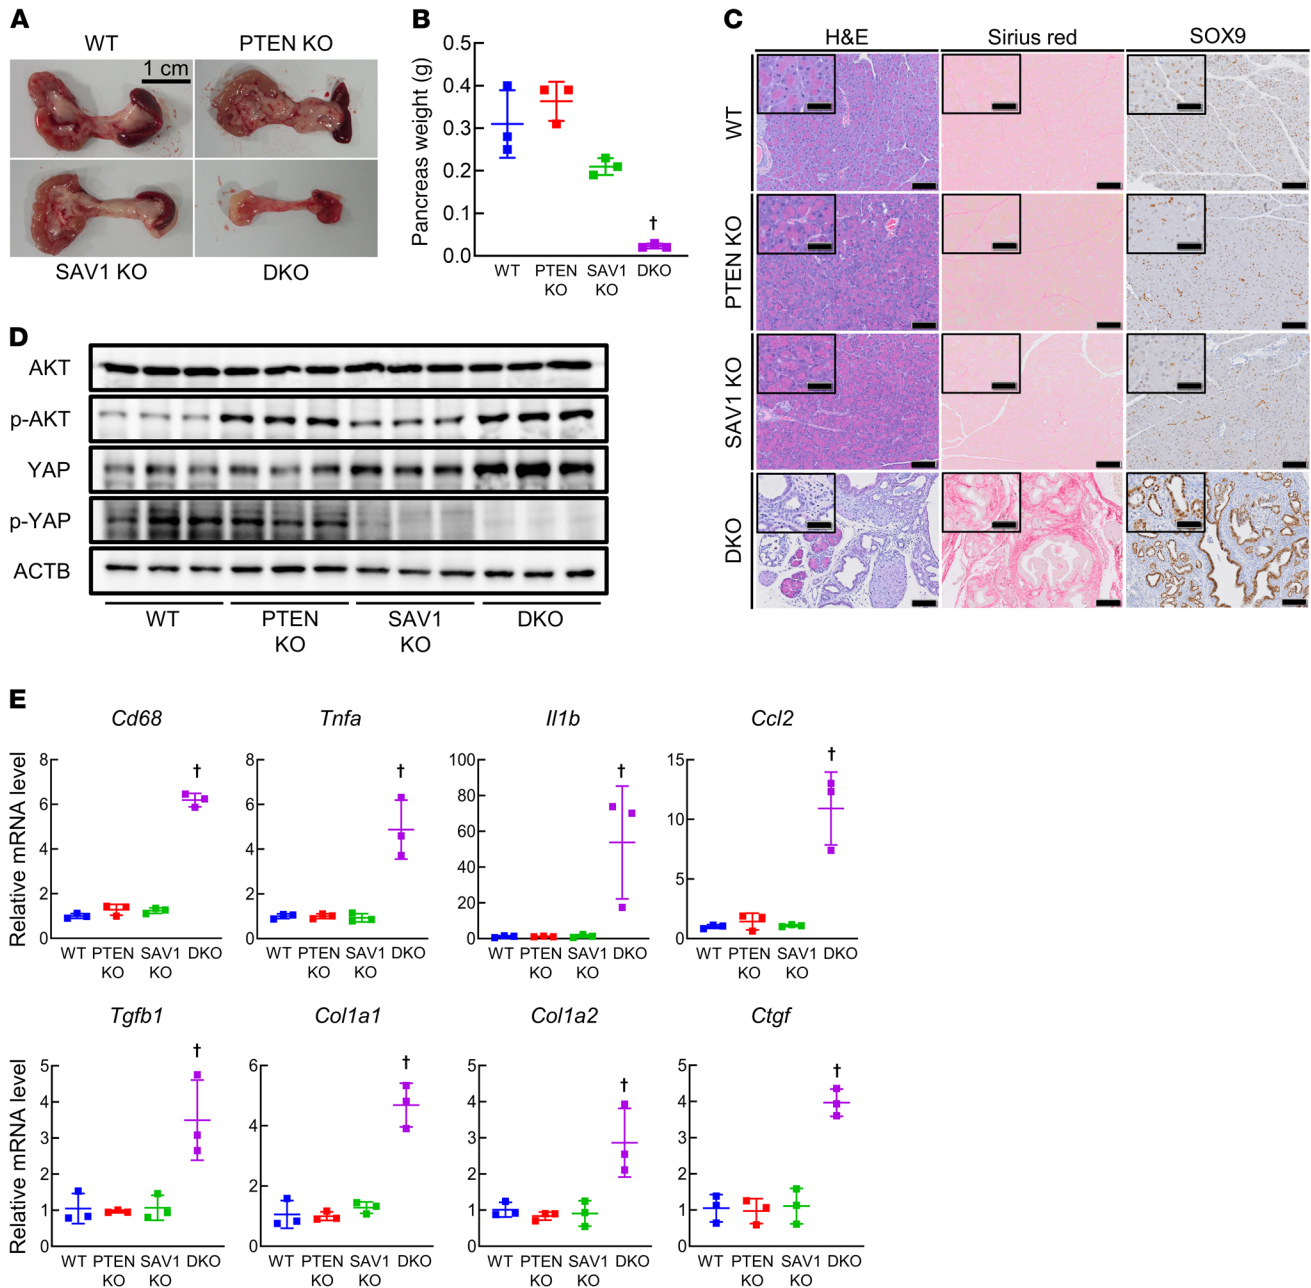 A
WT
PTEN KO
1 cm
SAV1 KO
DKO
B
Pancreas weight (g)
0.5
0.4
0.3
0.2
0.1
0.0
†
WT
PTEN
KO
SAV1
KO
DKO
C
H&E
Sirius red
SOX9
WT
PTEN KO
SAV1 KO
DKO
D
AKT
p-AKT
YAP
p-YAP
ACTB
WT
PTEN
KO
SAV1
KO
DKO
E
Relative mRNA level
Cd68
8
6
4
2
0
†
WT
PTEN
KO
SAV1
KO
DKO
Tnfa
8
6
4
2
0
†
WT
PTEN
KO
SAV1
KO
DKO
Il1b
100
80
60
40
20
0
†
WT
PTEN
KO
SAV1
KO
DKO
Ccl2
15
10
5
0
†
WT
PTEN
KO
SAV1
KO
DKO
Relative mRNA level
Tgfb1
5
4
3
2
1
0
†
WT
PTEN
KO
SAV1
KO
DKO
Col1a1
6
4
2
0
†
WT
PTEN
KO
SAV1
KO
DKO
Col1a2
5
4
3
2
1
0
†
WT
PTEN
KO
SAV1
KO
DKO
Ctgf
5
4
3
2
1
0
†
WT
PTEN
KO
SAV1
KO
DKO